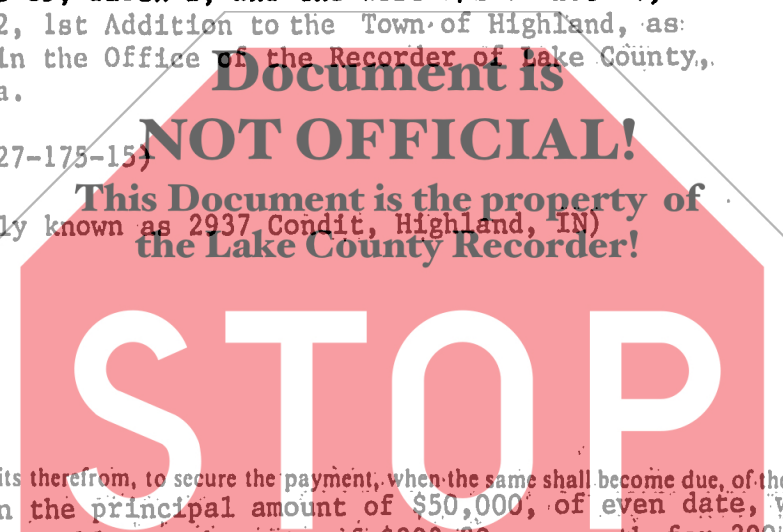 2, 1st Addition to the Town of Highland, as
in the Office of the Recorder of Lake County,
a.
Document is
NOT OFFICIAL!
27-175-15)
This Document is the property of
ly known as 2937 Condit, Highland, IN)
the Lake County Recorder!
STOP
its therefrom, to secure the payment, when the same shall become due, of the
n the principal amount of $50,000, of even date,